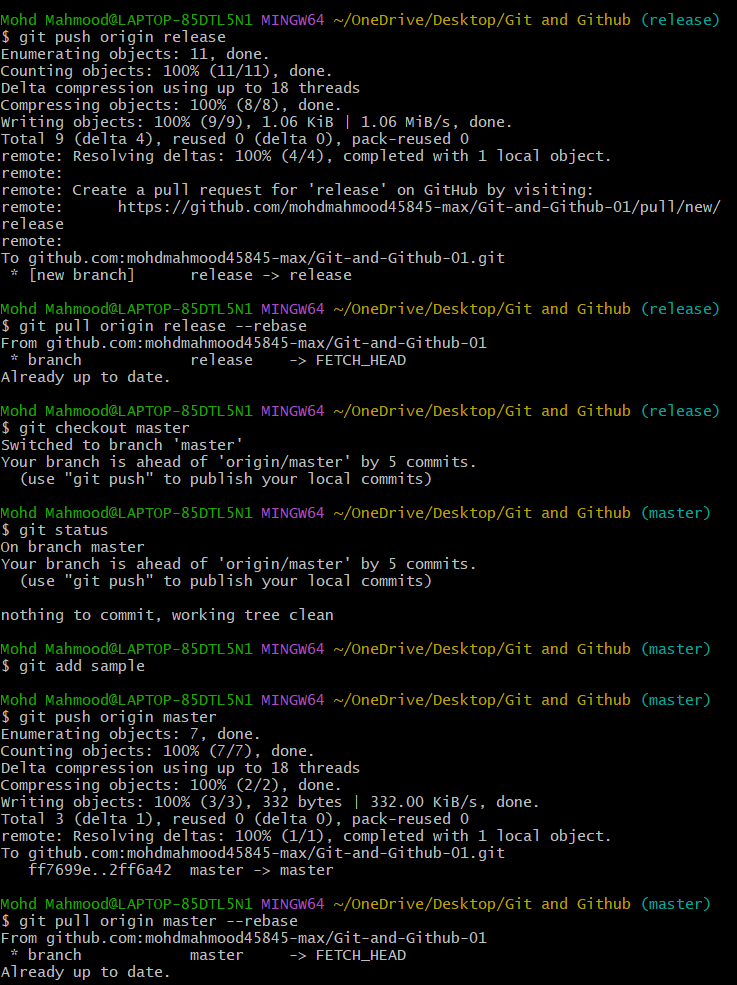 Mohd Mahmood@LAPTOP-85DTL5N1 MINGW64 ~/OneDrive/Desktop/Git and Github (release)
$ git push origin release
Enumerating objects: 11, done.
Counting objects: 100% (11/11), done.
Delta compression using up to 18 threads
Compressing objects: 100% (8/8), done.
Writing objects: 100% (9/9), 1.06 KiB | 1.06 MiB/s, done.
Total 9 (delta 4), reused 0 (delta 0), pack-reused 0
remote: Resolving deltas: 100% (4/4), completed with 1 local object.
remote:
remote: Create a pull request for 'release' on GitHub by visiting:
remote:      https://github.com/mohdmahmood45845-max/Git-and-Github-01/pull/new/
release
remote:
To github.com:mohdmahmood45845-max/Git-and-Github-01.git
 * [new branch]      release -> release
Mohd Mahmood@LAPTOP-85DTL5N1 MINGW64 ~/OneDrive/Desktop/Git and Github (release)
$ git pull origin release --rebase
From github.com:mohdmahmood45845-max/Git-and-Github-01
 * branch            release    -> FETCH_HEAD
Already up to date.
Mohd Mahmood@LAPTOP-85DTL5N1 MINGW64 ~/OneDrive/Desktop/Git and Github (release)
$ git checkout master
Switched to branch 'master'
Your branch is ahead of 'origin/master' by 5 commits.
  (use "git push" to publish your local commits)
Mohd Mahmood@LAPTOP-85DTL5N1 MINGW64 ~/OneDrive/Desktop/Git and Github (master)
$ git status
On branch master
Your branch is ahead of 'origin/master' by 5 commits.
  (use "git push" to publish your local commits)
nothing to commit, working tree clean
Mohd Mahmood@LAPTOP-85DTL5N1 MINGW64 ~/OneDrive/Desktop/Git and Github (master)
$ git add sample
Mohd Mahmood@LAPTOP-85DTL5N1 MINGW64 ~/OneDrive/Desktop/Git and Github (master)
$ git push origin master
Enumerating objects: 7, done.
Counting objects: 100% (7/7), done.
Delta compression using up to 18 threads
Compressing objects: 100% (2/2), done.
Writing objects: 100% (3/3), 332 bytes | 332.00 KiB/s, done.
Total 3 (delta 1), reused 0 (delta 0), pack-reused 0
remote: Resolving deltas: 100% (1/1), completed with 1 local object.
To github.com:mohdmahmood45845-max/Git-and-Github-01.git
   ff7699e..2ff6a42  master -> master
Mohd Mahmood@LAPTOP-85DTL5N1 MINGW64 ~/OneDrive/Desktop/Git and Github (master)
$ git pull origin master --rebase
From github.com:mohdmahmood45845-max/Git-and-Github-01
 * branch            master     -> FETCH_HEAD
Already up to date.